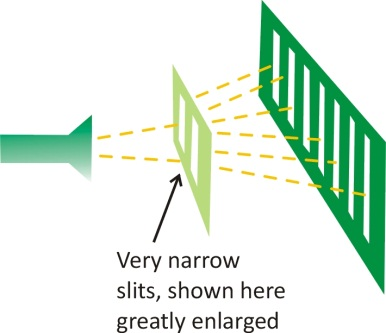 Very narrow
slits, shown here
greatly enlarged